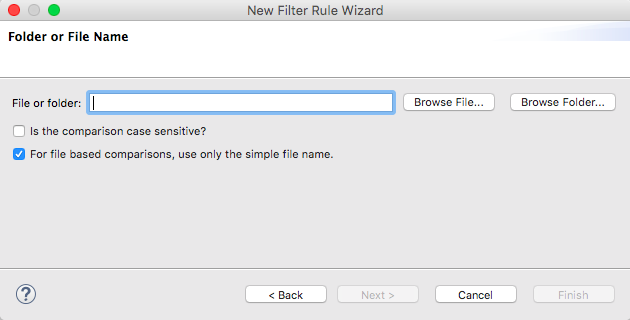 New Filter Rule Wizard
Folder or File Name
File or folder: Browse File... Browse Folder...
Is the comparison case sensitive?
For file based comparisons, use only the simple file name.
? < Back Next > Cancel Finish